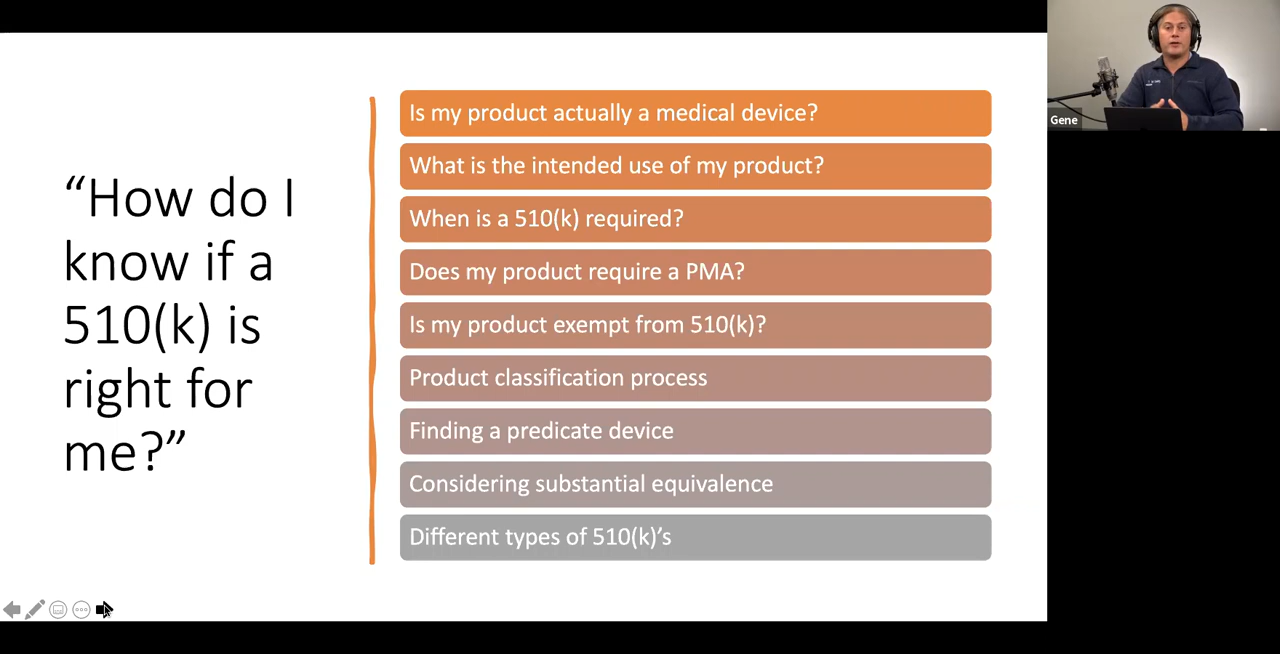 “How do I
know if a
510(k) is
right for
me?”
Is my product actually a medical device?
What is the intended use of my product?
When is a 510(k) required?
Does my product require a PMA?
Is my product exempt from 510(k)?
Product classification process
Finding a predicate device
Considering substantial equivalence
Different types of 510(k)’s
Gene